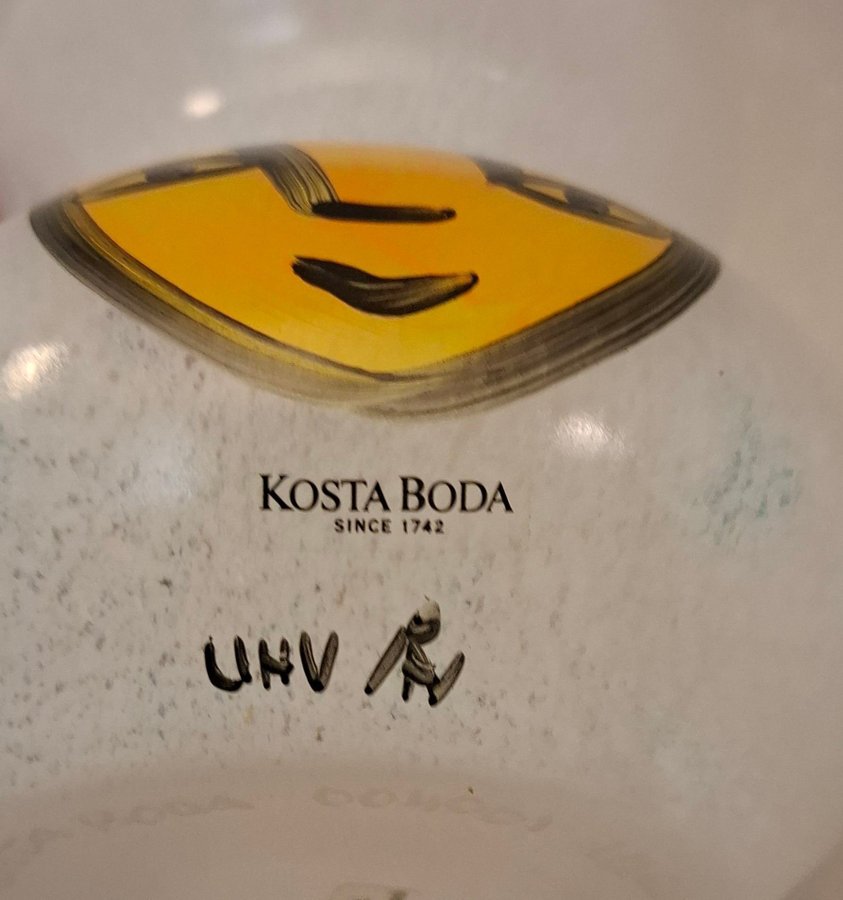 KOSTA BODA
SINCE 1742
UHV